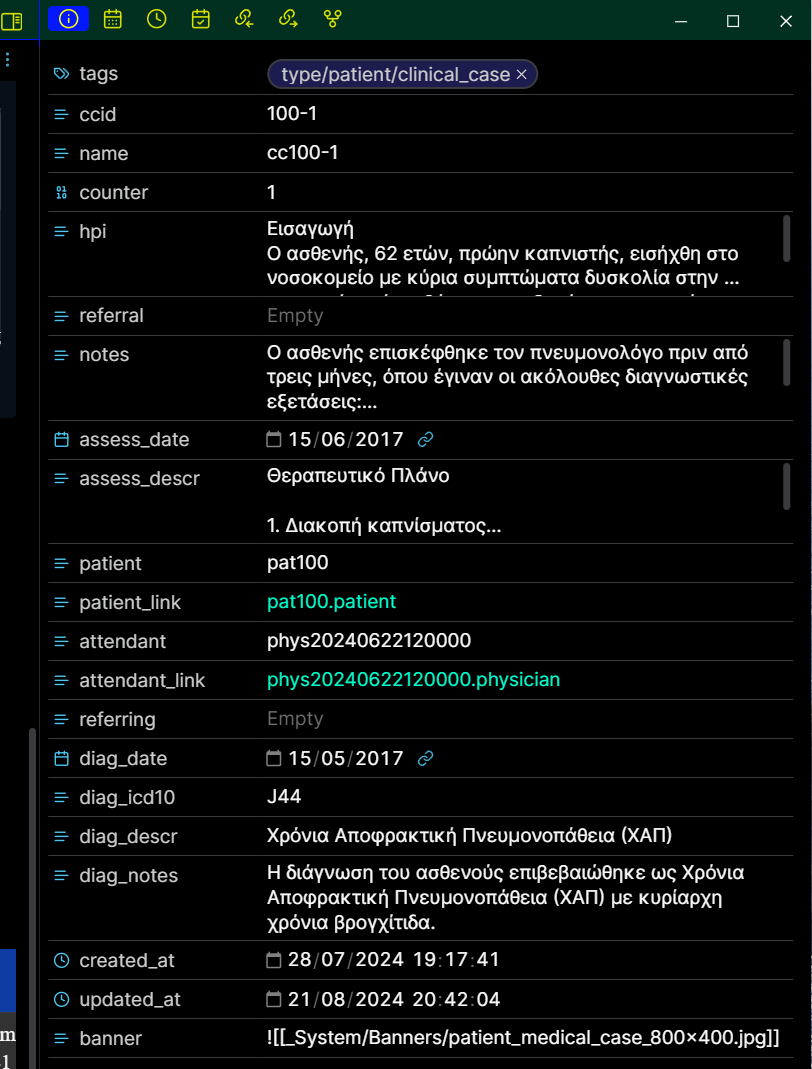 tags type/patient/clinical_case ×
ccid 100-1
name cc100-1
counter 1
hpi Εισαγωγή
Ο ασθενής, 62 ετών, πρώην καπνιστής, εισήχθη στο
νοσοκομείο με κύρια συμπτώματα δυσκολία στην ...
referral Empty
notes Ο ασθενής επισκέφθηκε τον πνευμονολόγο πριν από
τρεις μήνες, όπου έγιναν οι ακόλουθες διαγνωστικές
εξετάσεις:...
assess_date 15/06/2017
assess_descr Θεραπευτικό Πλάνο
1. Διακοπή καπνίσματος...
patient pat100
patient_link pat100.patient
attendant phys20240622120000
attendant_link phys20240622120000.physician
referring Empty
diag_date 15/05/2017
diag_icd10 J44
diag_descr Χρόνια Αποφρακτική Πνευμονοπάθεια (ΧΑΠ)
diag_notes Η διάγνωση του ασθενούς επιβεβαιώθηκε ως Χρόνια
Αποφρακτική Πνευμονοπάθεια (ΧΑΠ) με κυρίαρχη
χρόνια βρογχίτιδα.
created_at 28/07/2024 19:17:41
updated_at 21/08/2024 20:42:04
banner ![[_System/Banners/patient_medical_case_800×400.jpg]]